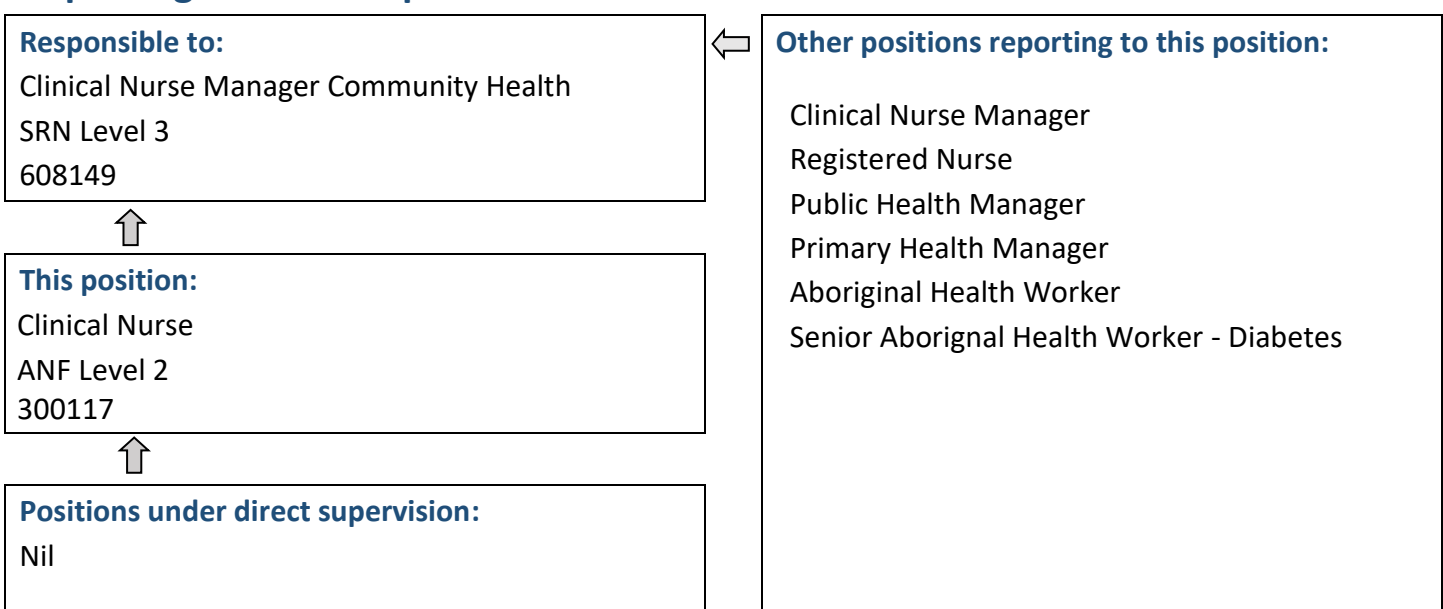 Responsible to:
Clinical Nurse Manager Community Health
SRN Level 3
608149
This position:
Clinical Nurse
ANF Level 2
300117
Positions under direct supervision:
Nil
Other positions reporting to this position:
Clinical Nurse Manager
Registered Nurse
Public Health Manager
Primary Health Manager
Aboriginal Health Worker
Senior Aborignal Health Worker - Diabetes